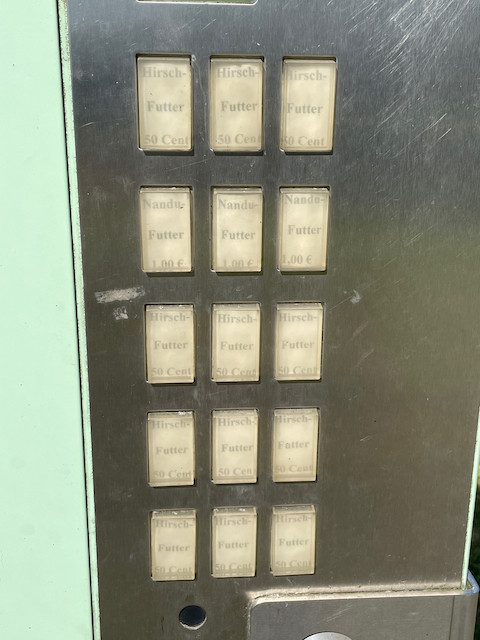 Hirsch- Hirsch- Hirsch-
Futter Futter Futter
50 Cent 50 Cent 50 Cent
Nandu- Nandu- Nandu-
Futter Futter Futter
1,00 € 1,00 € 1,00 €
Hirsch- Hirsch- Hirsch-
Futter Futter Futter
50 Cent 50 Cent 50 Cent
Hirsch- Hirsch- Hirsch-
Futter Futter Futter
50 Cent 50 Cent 50 Cent
Hirsch- Hirsch- Hirsch-
Futter Futter Futter
50 Cent 50 Cent 50 Cent